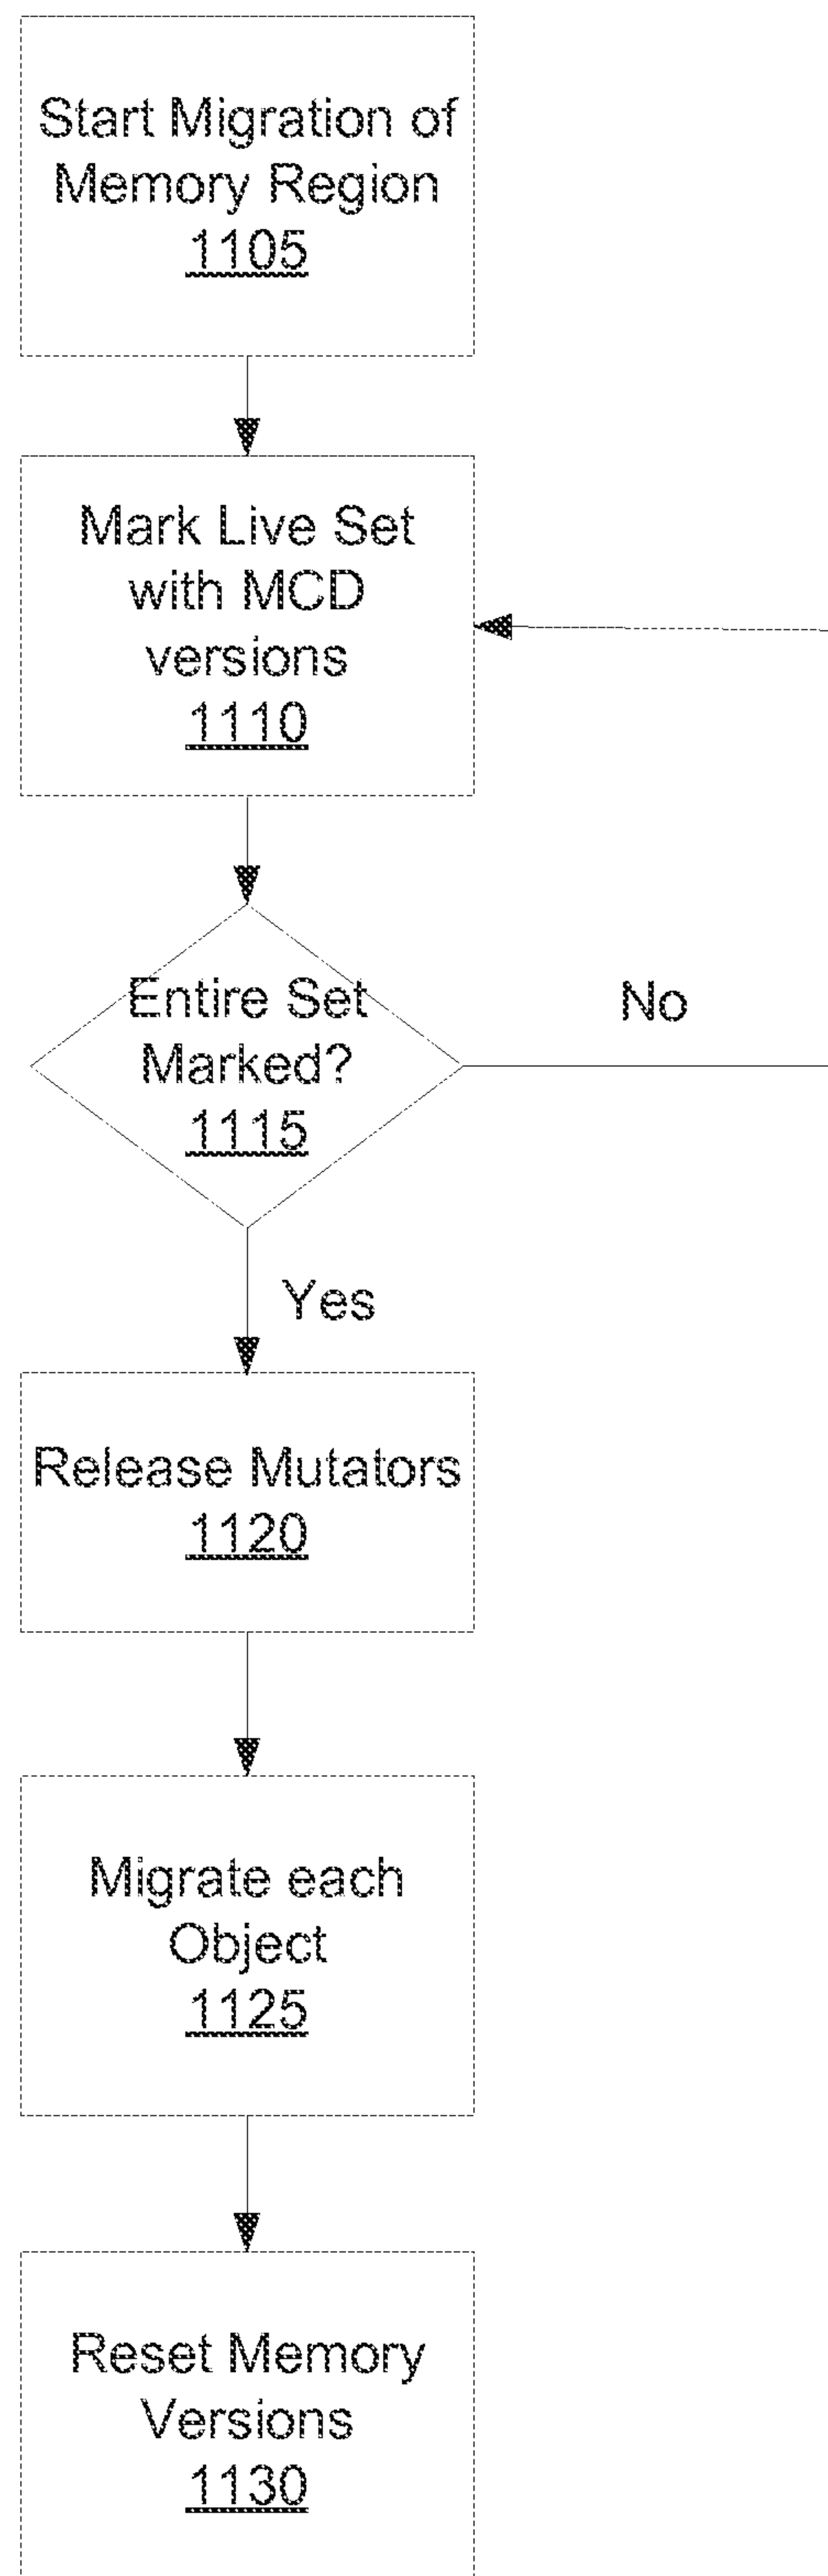 Start Migration of
Memory Region
1105
Mark Live Set
with MCD
versions
1110
Entire Set
Marked?
1115
No
Yes
Release Mutators
1120
Migrate each
Object
1125
Reset Memory
Versions
1130